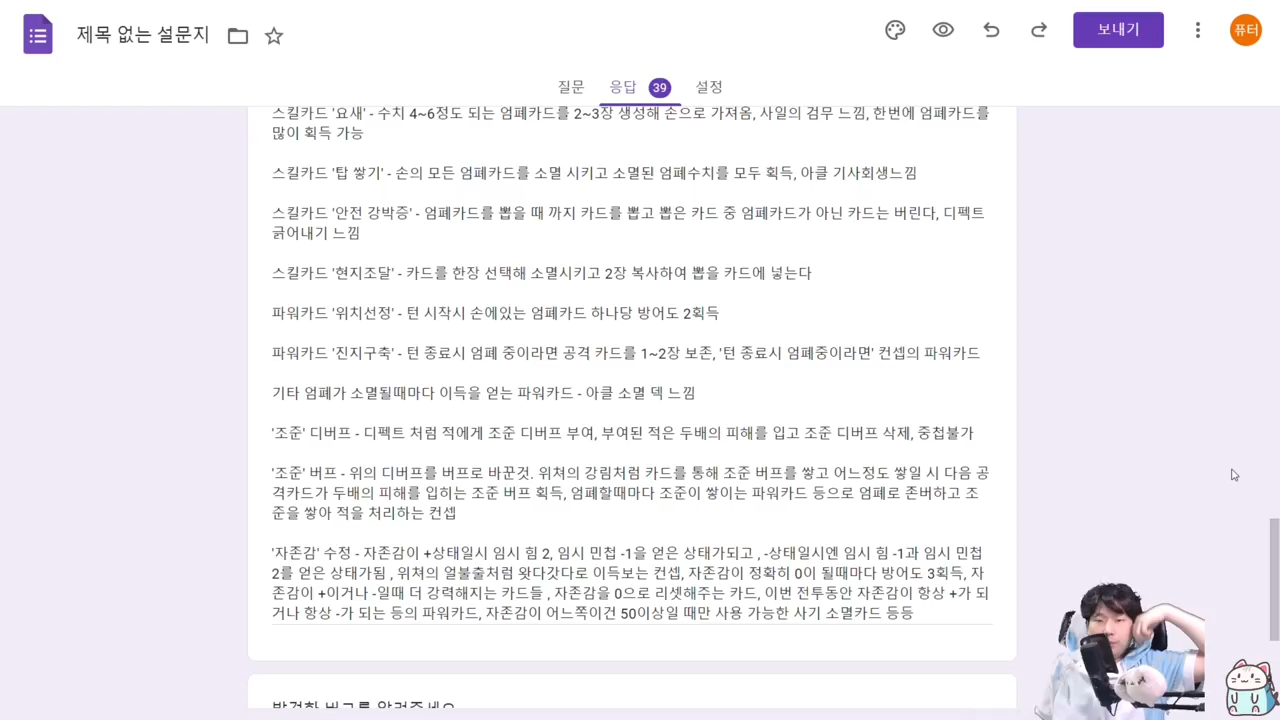 제목 없는 설문지
보내기
퓨터
질문
응답
39
설정
스킬카드 '요새' - 수치 4~6정도 되는 엄페카드를 2~3장 생성해 손으로 가져옴, 사일의 검무 느낌, 한번에 엄페카드를
많이 획득 가능
스킬카드 '탑 쌓기' - 손의 모든 엄페카드를 소멸 시키고 소멸된 엄페수치를 모두 획득, 아클 기사회생느낌
스킬카드 '안전 강박증' - 엄페카드를 뽑을 때 까지 카드를 뽑고 뽑은 카드 중 엄페카드가 아닌 카드는 버린다, 디펙트
긁어내기 느낌
스킬카드 '현지조달' - 카드를 한장 선택해 소멸시키고 2장 복사하여 뽑을 카드에 넣는다
파워카드 '위치선정' - 턴 시작시 손에있는 엄페카드 하나당 방어도 2획득
파워카드 '진지구축' - 턴 종료시 엄페 중이라면 공격 카드를 1~2장 보존, '턴 종료시 엄페중이라면' 컨셉의 파워카드
기타 엄폐가 소멸될때마다 이득을 얻는 파워카드 - 아클 소멸 덱 느낌
'조준' 디버프 - 디펙트 처럼 적에게 조준 디버프 부여, 부여된 적은 두배의 피해를 입고 조준 디버프 삭제, 중첩불가
'조준' 버프 - 위의 디버프를 버프로 바꾼것. 위쳐의 강림처럼 카드를 통해 조준 버프를 쌓고 어느정도 쌓일 시 다음 공
격카드가 두배의 피해를 입히는 조준 버프 획득, 엄폐할때마다 조준이 쌓이는 파워카드 등으로 엄폐로 존버하고 조
준을 쌓아 적을 처리하는 컨셉
'자존감' 수정 - 자존감이 +상태일시 임시 힘 2, 임시 민첩 -1을 얻은 상태가되고 , -상태일시엔 임시 힘 -1과 임시 민첩
2를 얻은 상태가됨 , 위쳐의 얼불출처럼 왓다갓다로 이득보는 컨셉, 자존감이 정확히 0이 될때마다 방어도 3획득, 자
존감이 +이거나 -일때 더 강력해지는 카드들 , 자존감을 0으로 리셋해주는 카드, 이번 전투동안 자존감이 항상 +가 되
거나 항상 -가 되는 등의 파워카드, 자존감이 어느쪽이건 50이상일 때만 사용 가능한 사기 소멸카드 등등
발견한 버그를 알려주세요